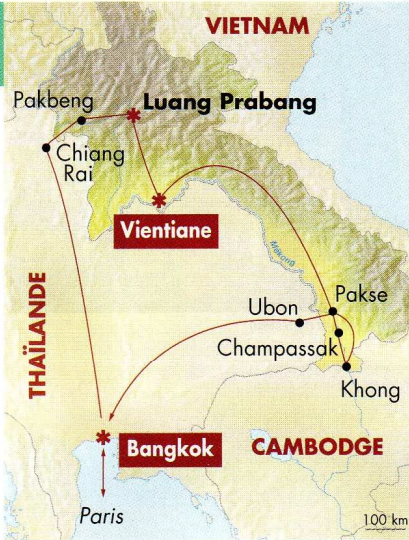 VIETNAM
Pakbeng
Luang Prabang
Chiang
Rai
Vientiane
Mékong
THAÏLANDE
Ubon
Pakse
Champassak
Khong
Bangkok
CAMBODGE
Paris
100 km